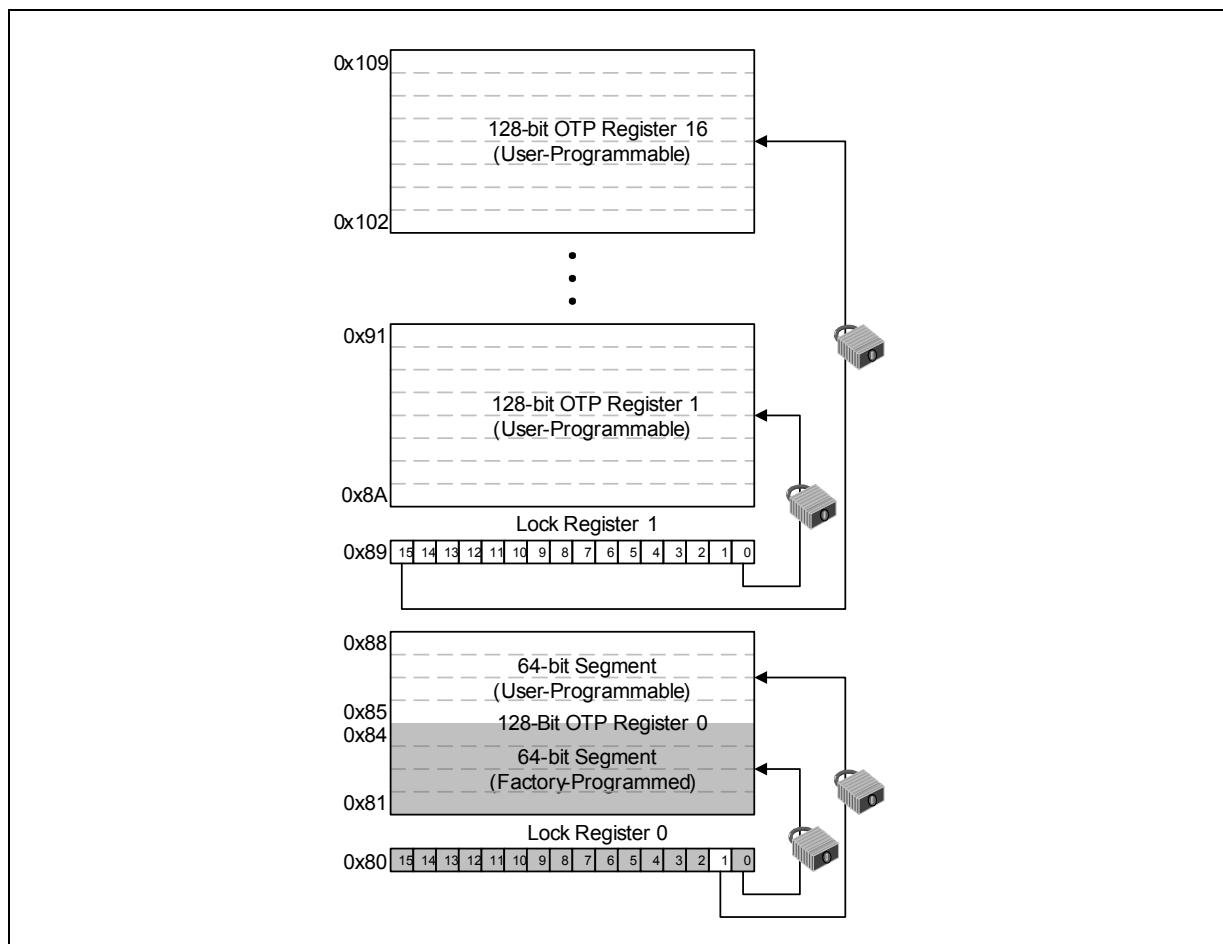 0x109
128-bit OTP Register 16
(User-Programmable)
0x102
0x91
128-bit OTP Register 1
(User-Programmable)
0x8A
Lock Register 1
0x89 15 14 13 12 11 10 9 8 7 6 5 4 3 2 1 0
0x88
64-bit Segment
(User-Programmable)
0x85
128-Bit OTP Register 0
0x84
64-bit Segment
(Factory-Programmed)
0x81
Lock Register 0
0x80 15 14 13 12 11 10 9 8 7 6 5 4 3 2 1 0